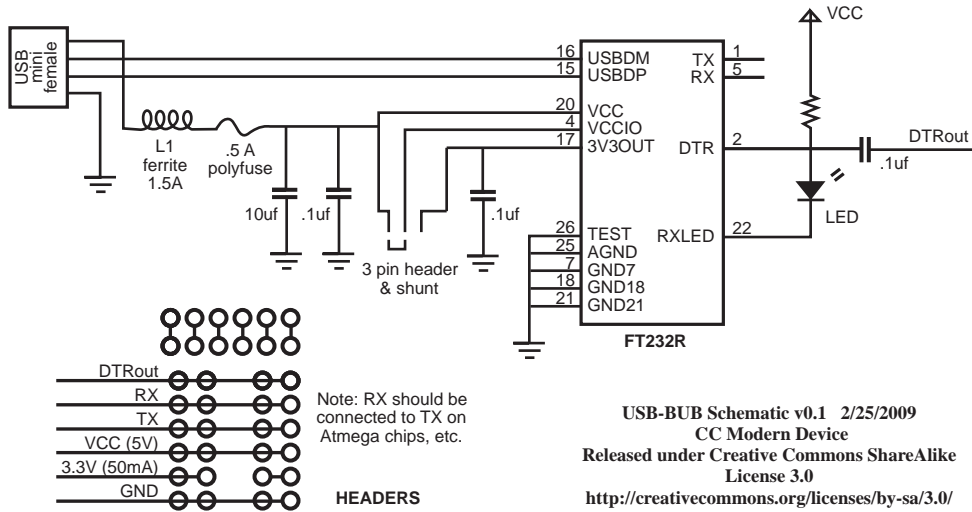 USB
mini
female
L1
ferrite
1.5A
.5 A
polyfuse
10uf
.1uf
3 pin header
& shunt
.1uf
16
15
20
4
17
26
25
7
18
21
USBDM
USBDP
VCC
VCCIO
3V3OUT
TEST
AGND
GND7
GND18
GND21
TX
RX
DTR
RXLED
1
5
2
22
FT232R
VCC
DTRout
.1uf
LED
DTRout
RX
TX
VCC (5V)
3.3V (50mA)
GND
Note: RX should be
connected to TX on
Atmega chips, etc.
HEADERS
USB-BUB Schematic v0.1 2/25/2009
CC Modern Device
Released under Creative Commons ShareAlike
License 3.0
http://creativecommons.org/licenses/by-sa/3.0/